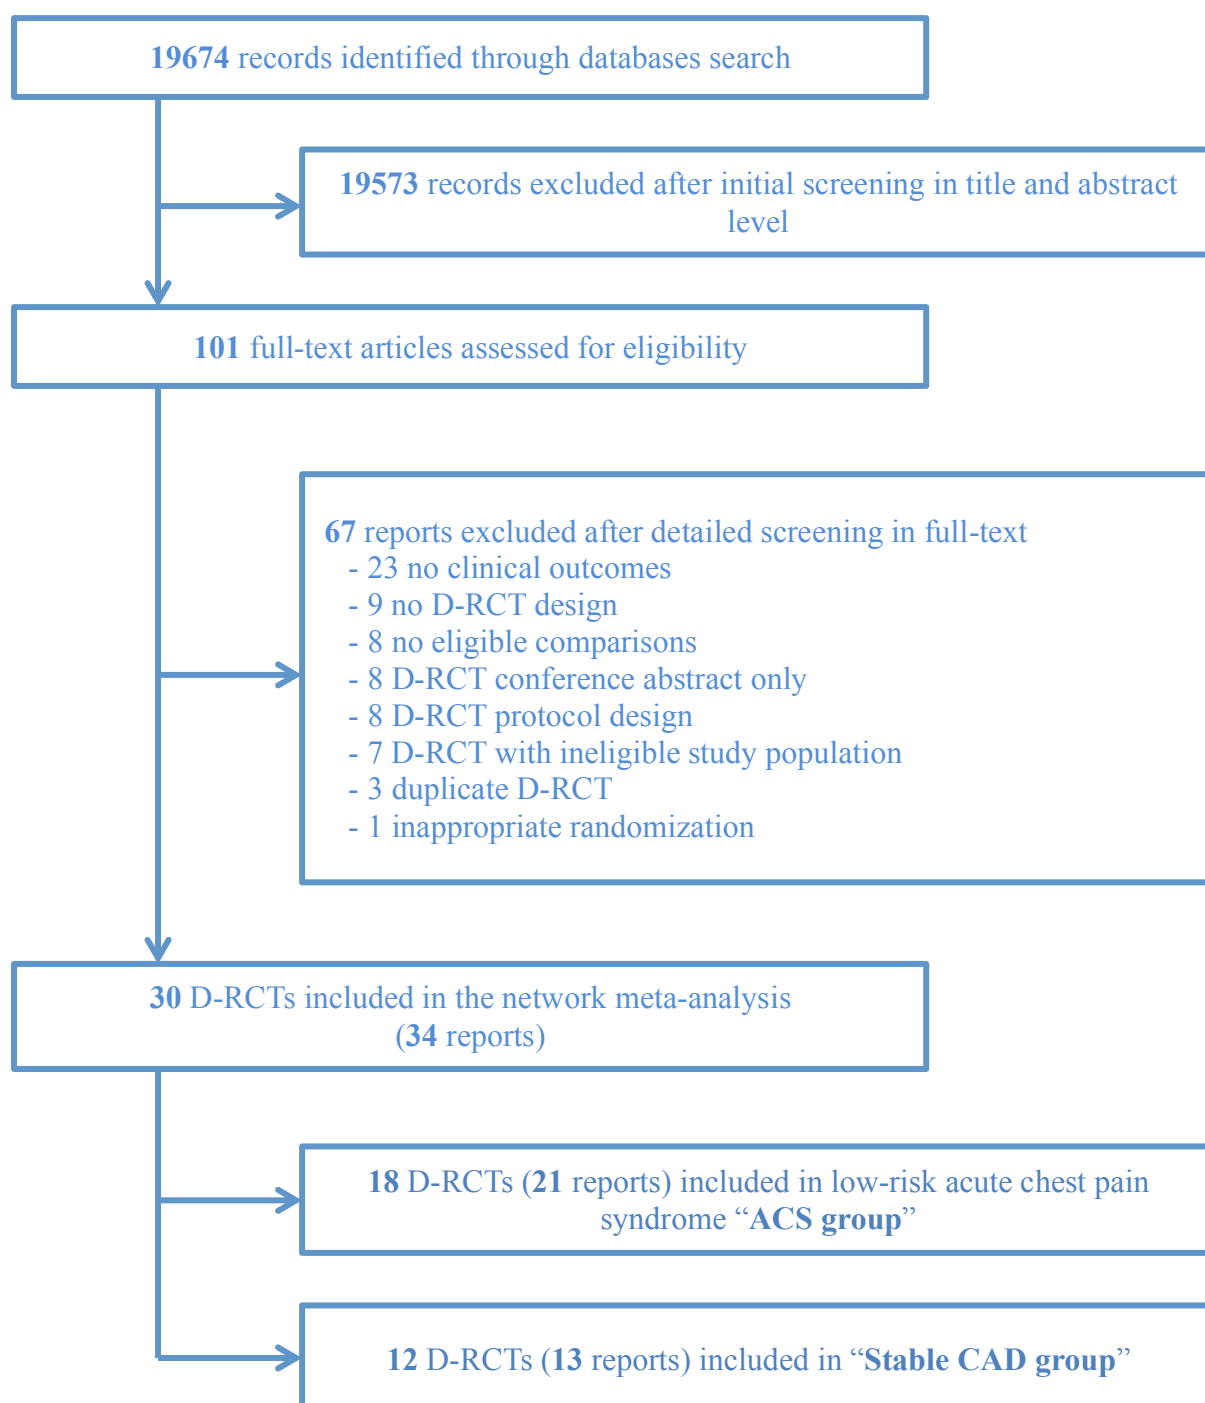 19674 records identified through databases search
19573 records excluded after initial screening in title and abstract
level
101 full-text articles assessed for eligibility
67 reports excluded after detailed screening in full-text
- 23 no clinical outcomes
- 9 no D-RCT design
- 8 no eligible comparisons
- 8 D-RCT conference abstract only
- 8 D-RCT protocol design
- 7 D-RCT with ineligible study population
- 3 duplicate D-RCT
- 1 inappropriate randomization
30 D-RCTs included in the network meta-analysis
(34 reports)
18 D-RCTs (21 reports) included in low-risk acute chest pain
syndrome “ACS group”
12 D-RCTs (13 reports) included in “Stable CAD group”